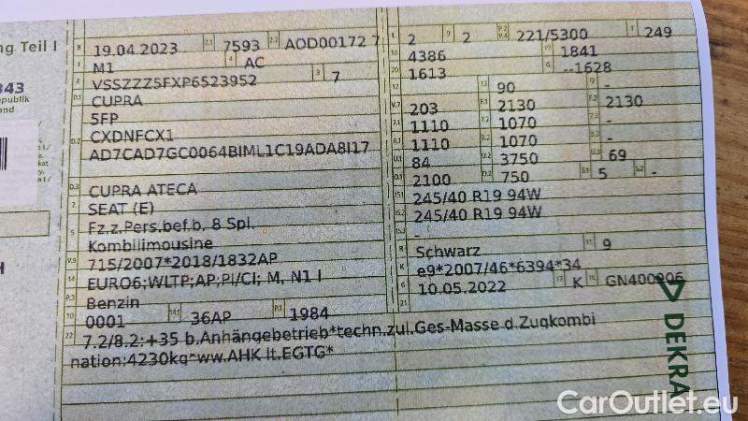 ng Teil I
343
epublik
and
19.04.2023 7593 AOD00172 7
M1 AC
VSSZZZ5FXP6523952 7
CUPRA
5FP
CXDNFCX1
AD7CAD7GC0064BIML1C19ADA8I17
CUPRA ATECA
SEAT (E)
Fz.z.Pers.bef.b. 8 Spl.
Kombilimousine
715/2007*2018/1832AP
EURO6;WLTP;AP;PI/CI; M, N1 I
Benzin
0001 36AP 1984
2 2 221/5300 249
4386 1841
1613 --1628
90 -
203 2130 2130
1110 1070 -
1110 1070 -
84 3750 69
2100 750 5 -
245/40 R19 94W
245/40 R19 94W
-
Schwarz 9
e9*2007/46*6394*34
10.05.2022 K GN400906
7.2/8.2:+35 b.Anhängebetrieb*techn.zul.Ges-Masse d.Zugkombi
nation:4230kg*ww.AHK lt.EGTG*
DEKRA
CarOutlet.eu